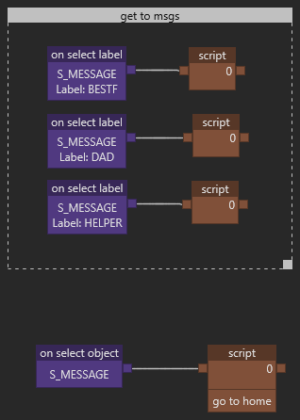 get to msgs
on select label
S_MESSAGE
Label: BESTF
script
0
on select label
S_MESSAGE
Label: DAD
script
0
on select label
S_MESSAGE
Label: HELPER
script
0
on select object
S_MESSAGE
script
0
go to home